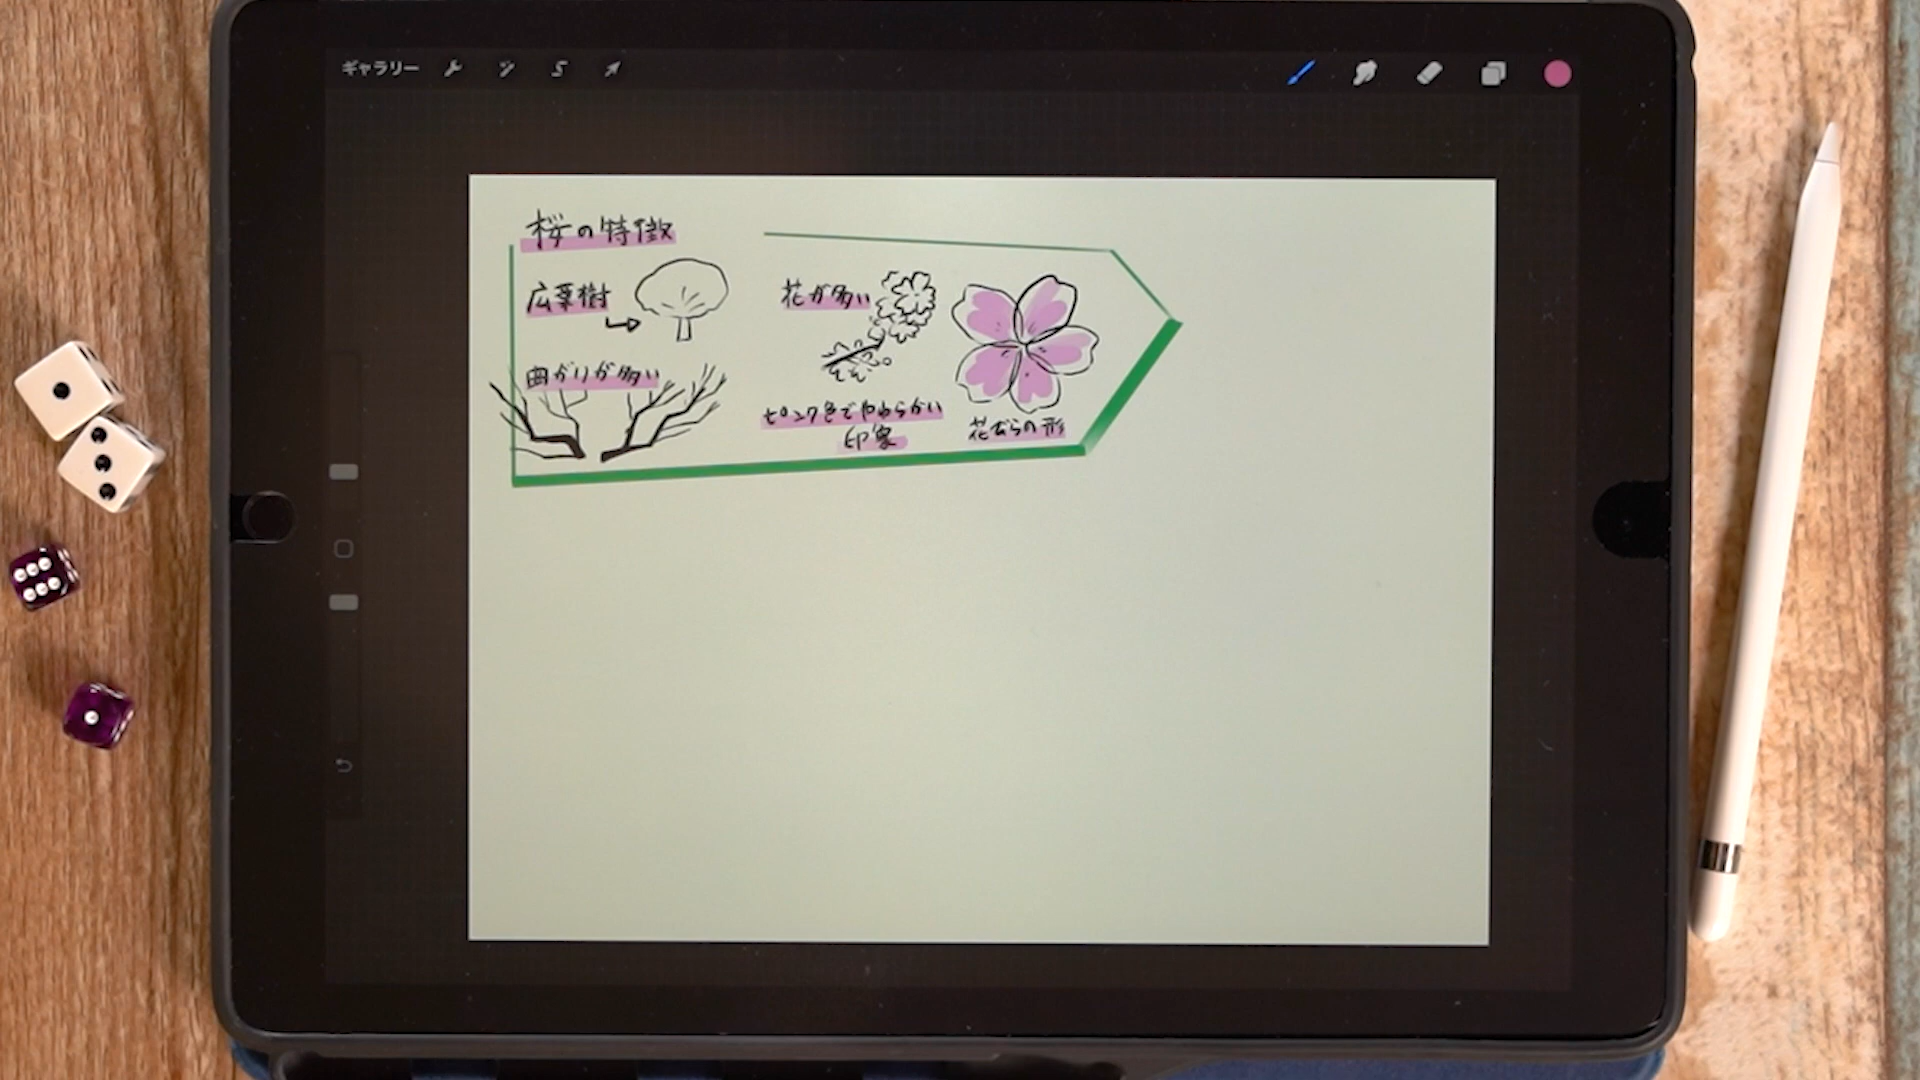 ギャラリー
桜の特徴
広葉樹
曲がりが多い
花が多い
ピンク色でやわらかい
印象
花びらの形